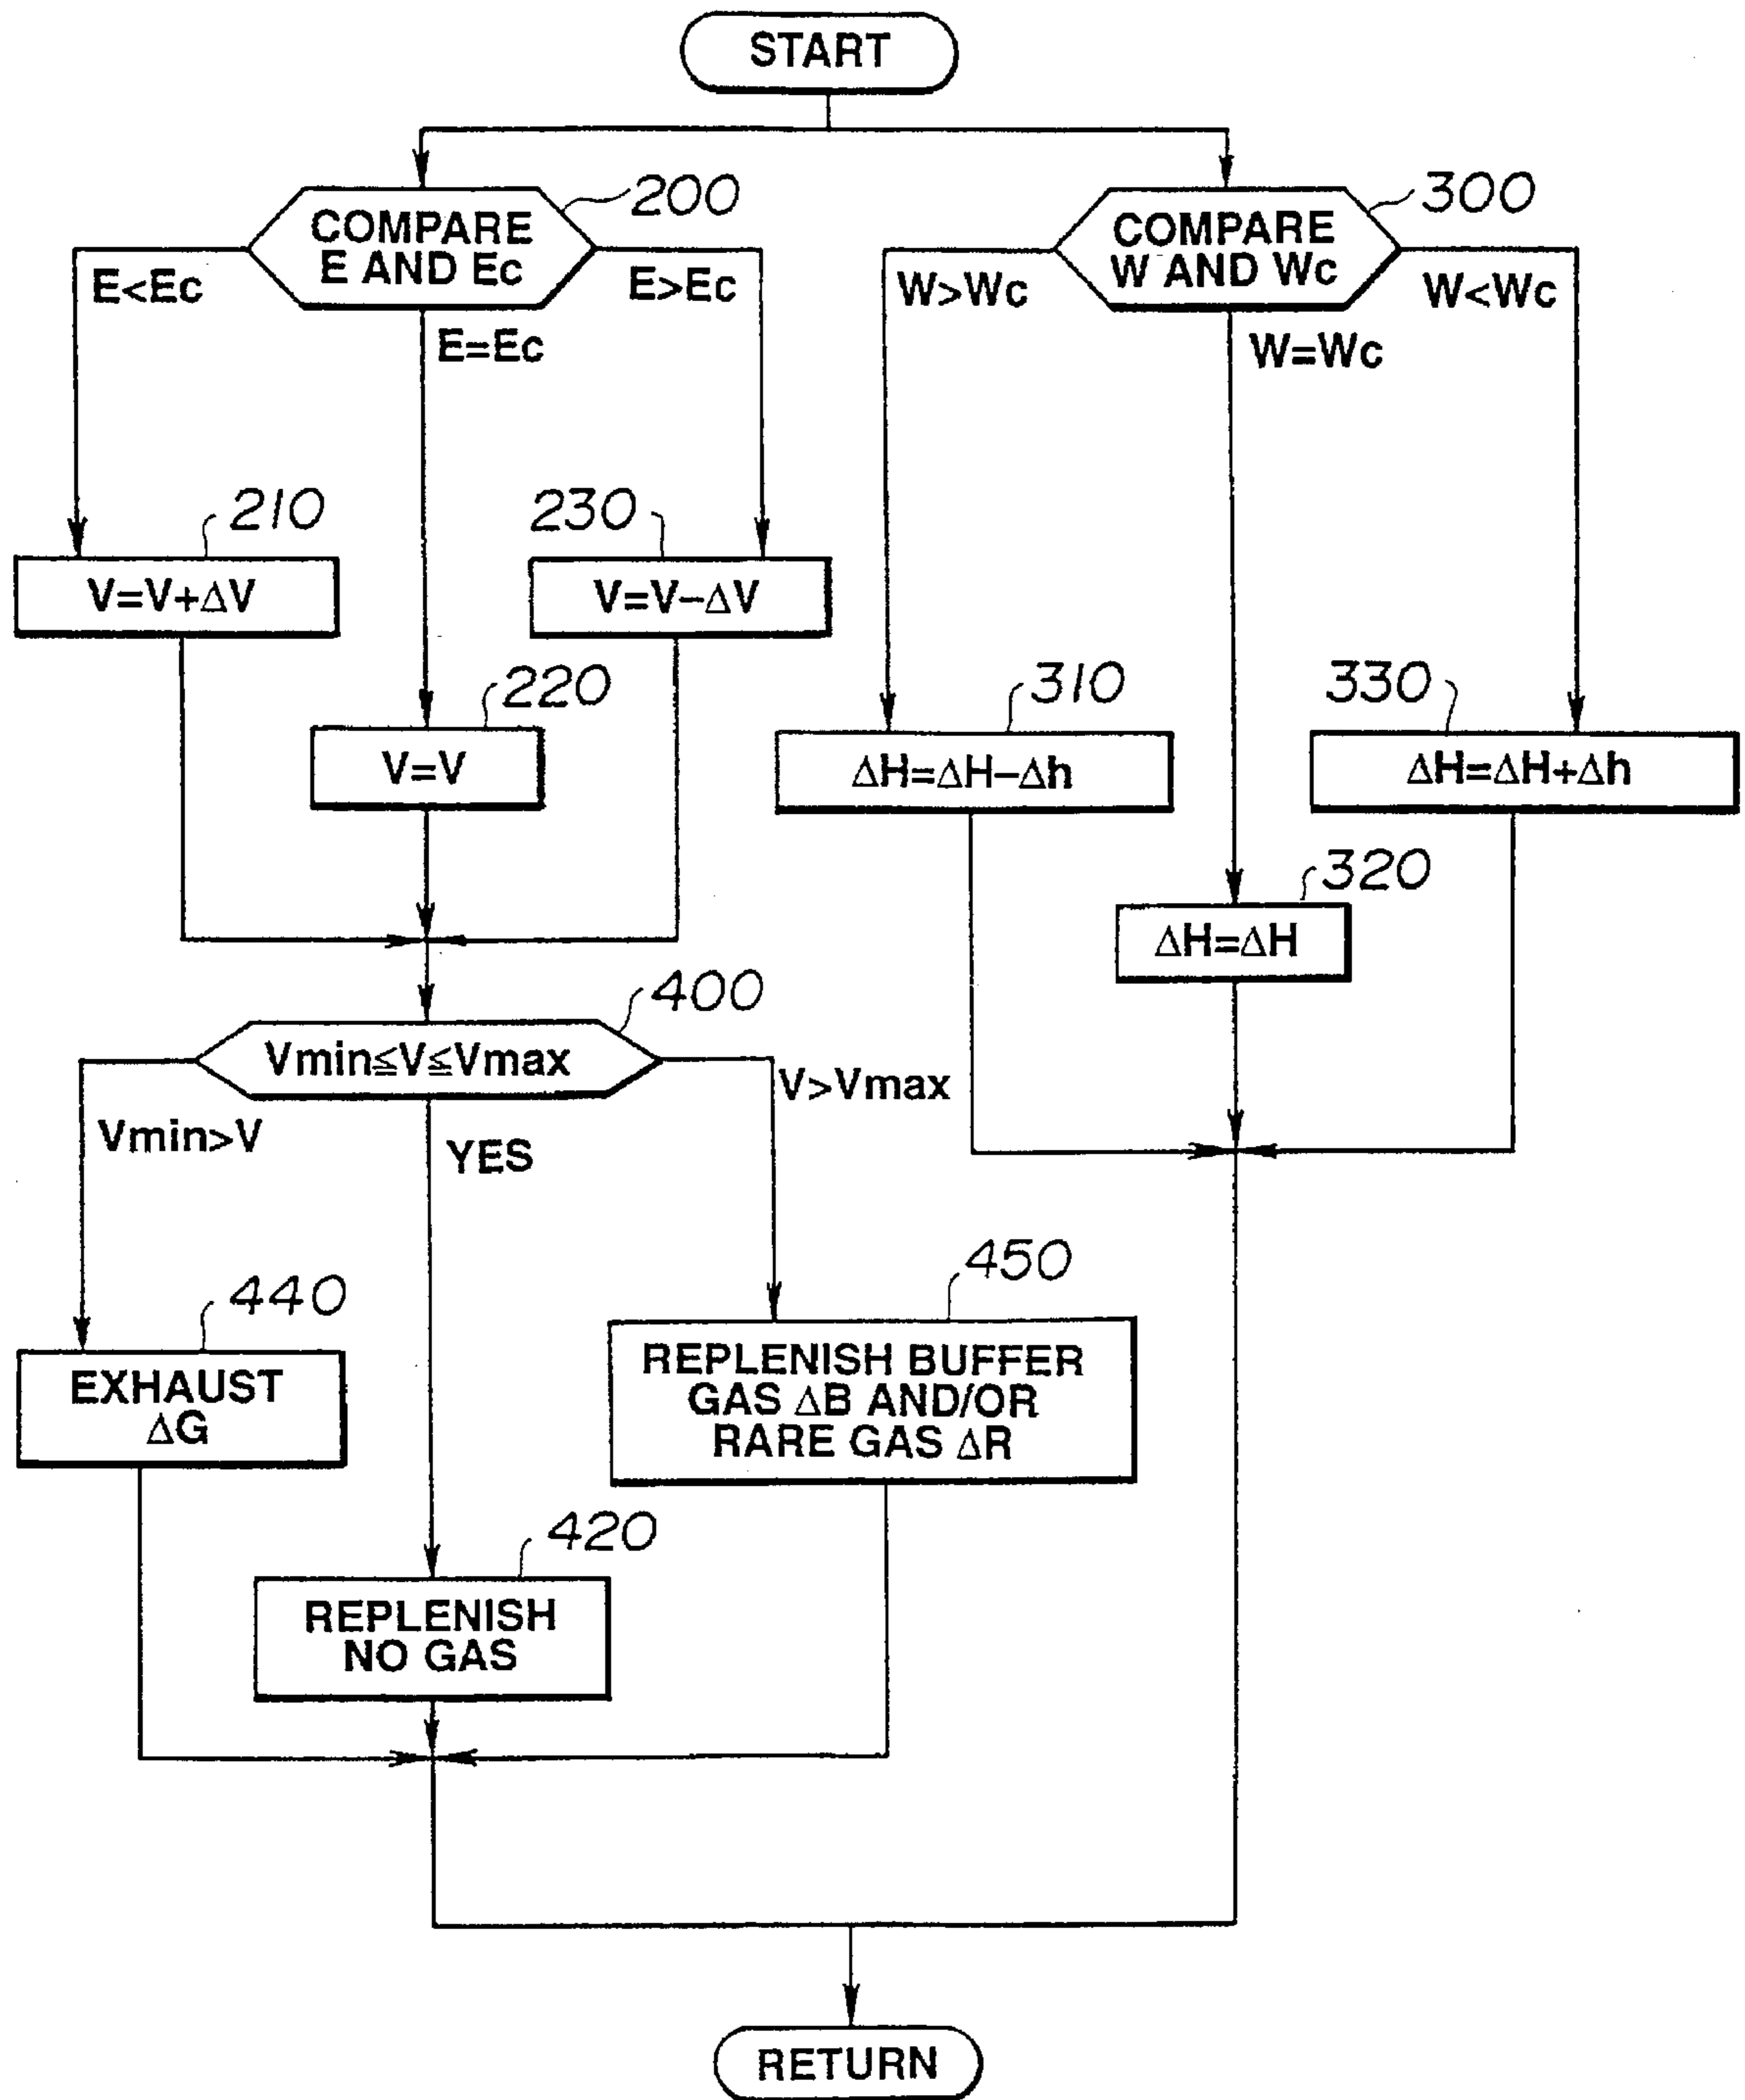 START
200
COMPARE
E AND Ec
E<Ec
E>Ec
E=Ec
300
COMPARE
W AND Wc
W>Wc
W<Wc
W=Wc
210
V=V+ΔV
230
V=V−ΔV
220
V=V
310
ΔH=ΔH−Δh
330
ΔH=ΔH+Δh
320
ΔH=ΔH
400
Vmin≦V≦Vmax
Vmin>V
YES
V>Vmax
440
EXHAUST
ΔG
450
REPLENISH BUFFER
GAS ΔB AND/OR
RARE GAS ΔR
420
REPLENISH
NO GAS
RETURN